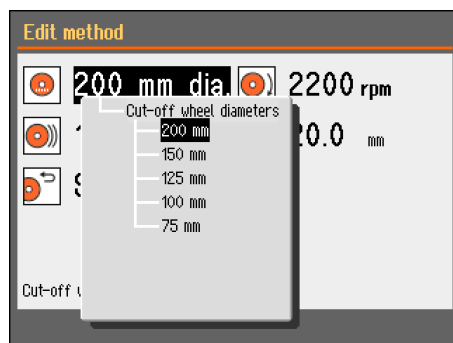 Edit method
200 mm dia.
2200 rpm
0.0 mm
S
Cut-off
Cut-off wheel diameters
200 mm
150 mm
125 mm
100 mm
75 mm